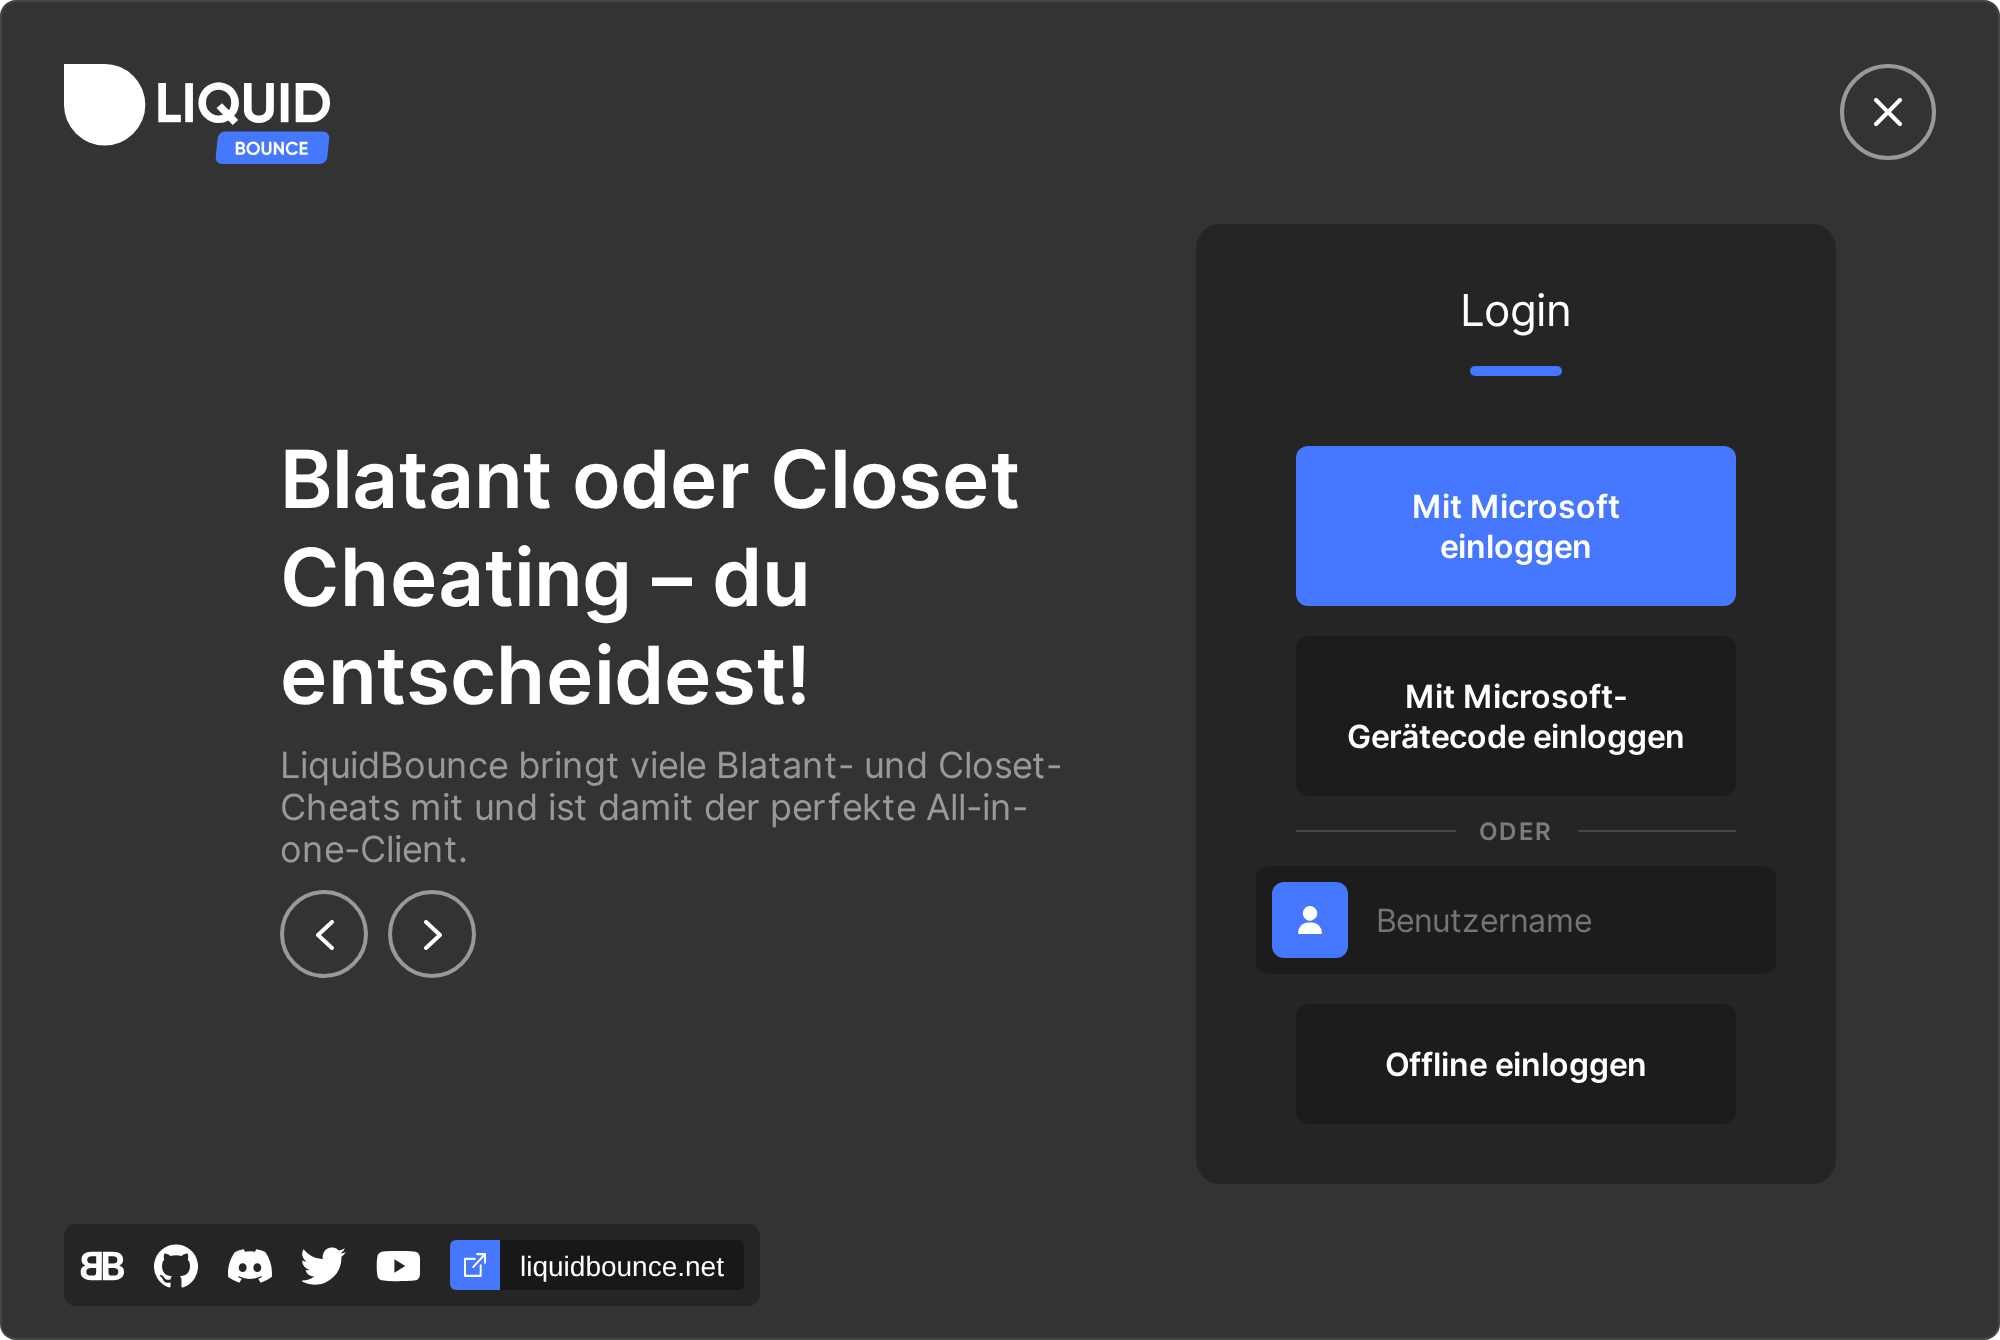 LIQUID
BOUNCE
Login
Blatant oder Closet
Cheating – du
entscheidest!
LiquidBounce bringt viele Blatant- und Closet-
Cheats mit und ist damit der perfekte All-in-
one-Client.
Mit Microsoft
einloggen
Mit Microsoft-
Gerätecode einloggen
ODER
Benutzername
Offline einloggen
liquidbounce.net